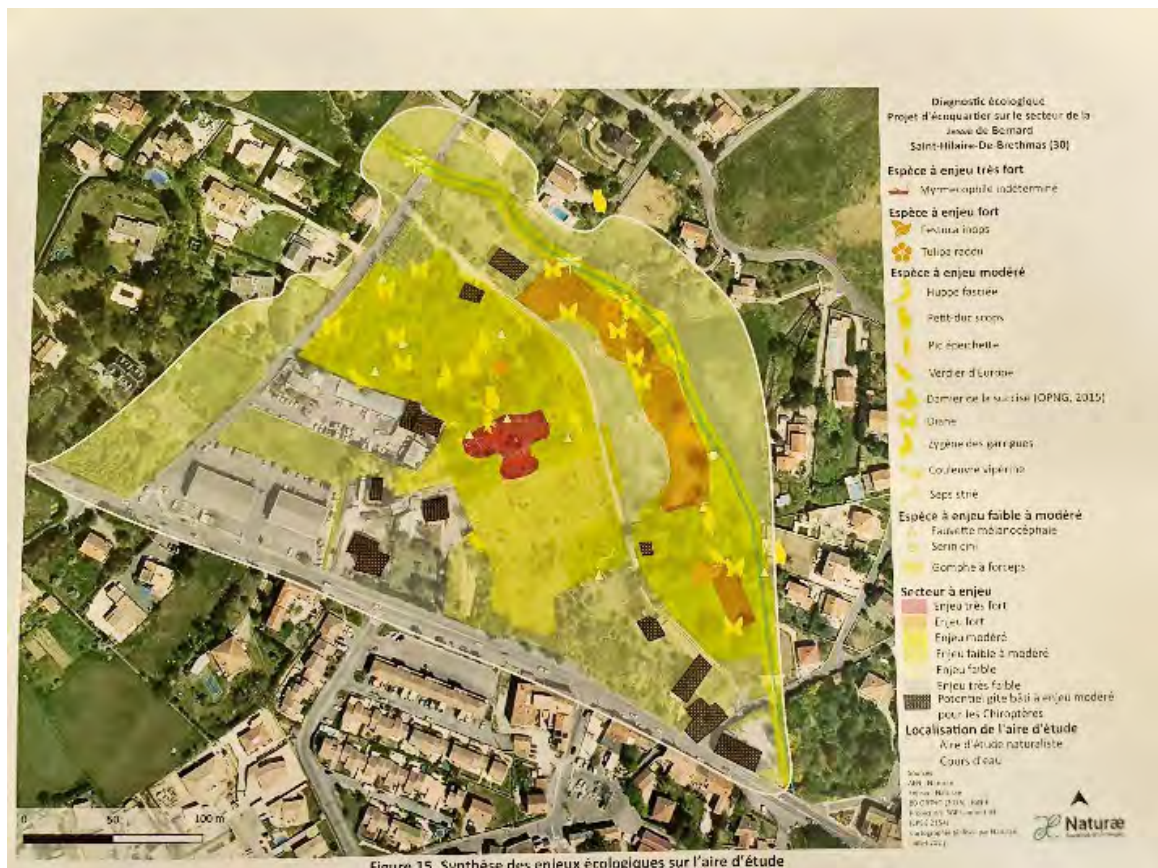 Diagnostic écologique
Projet d'écoquartier sur le secteur de la
de Bernard
Saint-Hilaire-De-Brethmas (30)
Espèce à enjeu très fort
Myrmécophile indéterminé
Espèce à enjeu fort
Festuca inops
Tulipa raddii
Espèce à enjeu modéré
Huppe fasciée
Petit-duc scops
Pic épeichette
Verdier d'Europe
Damier de la succise (OPNG, 2015)
Diane
Zygène des garrigues
Couleuvre vipérine
Seps strié
Espèce à enjeu faible à modéré
Fauvette mélanocéphale
Serin cini
Gomphe à forceps
Secteur à enjeu
Enjeu très fort
Enjeu fort
Enjeu modéré
Enjeu faible à modéré
Enjeu faible
Enjeu très faible
Potentiel gîte bâti à enjeu modéré
pour les Chiroptères
Localisation de l'aire d'étude
Aire d'étude naturaliste
Cours d'eau
Sources
Naturæ
0 50 100 m
Figure 15. Synthèse des enjeux écologiques sur l'aire d'étude